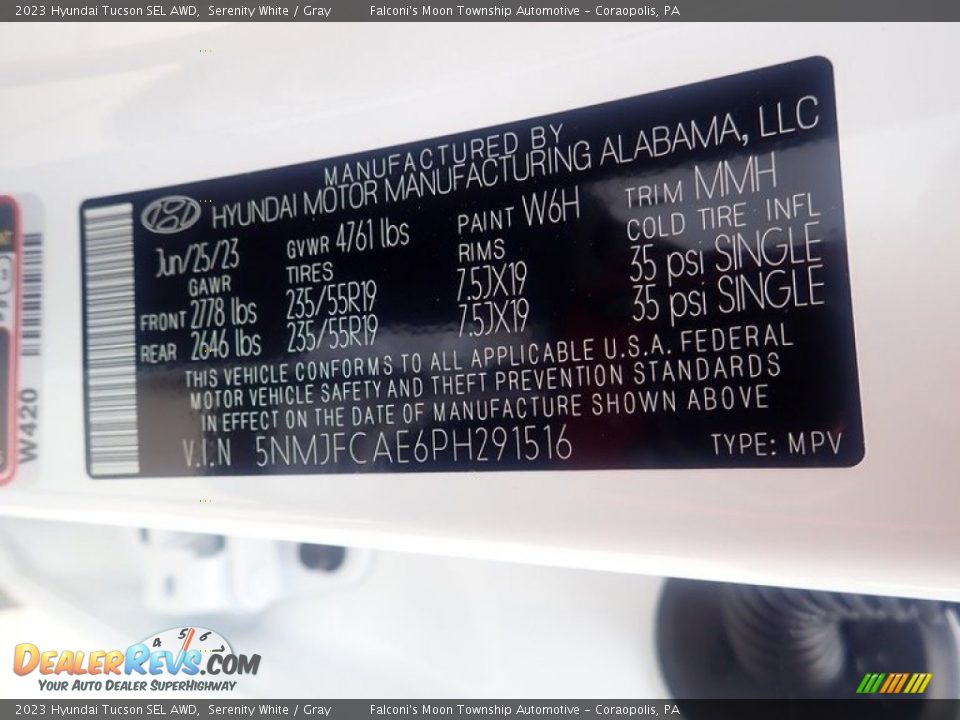 2023 Hyundai Tucson SEL AWD, Serenity White / Gray Falconi's Moon Township Automotive - Coraopolis, PA
MANUFACTURED BY
HYUNDAI MOTOR MANUFACTURING ALABAMA, LLC
Jun/25/23 GVWR 4761 lbs PAINT W6H TRIM MMH
GAWR TIRES RIMS COLD TIRE INFL
FRONT 2778 lbs 235/55R19 7.5JX19 35 psi SINGLE
REAR 2646 lbs 235/55R19 7.5JX19 35 psi SINGLE
THIS VEHICLE CONFORMS TO ALL APPLICABLE U.S.A. FEDERAL
MOTOR VEHICLE SAFETY AND THEFT PREVENTION STANDARDS
IN EFFECT ON THE DATE OF MANUFACTURE SHOWN ABOVE
V.I.N 5NMJFCAE6PH291516 TYPE: MPV
W420
4 5 6
DEALERREVS.COM
YOUR AUTO DEALER SUPERHIGHWAY
2023 Hyundai Tucson SEL AWD, Serenity White / Gray Falconi's Moon Township Automotive - Coraopolis, PA